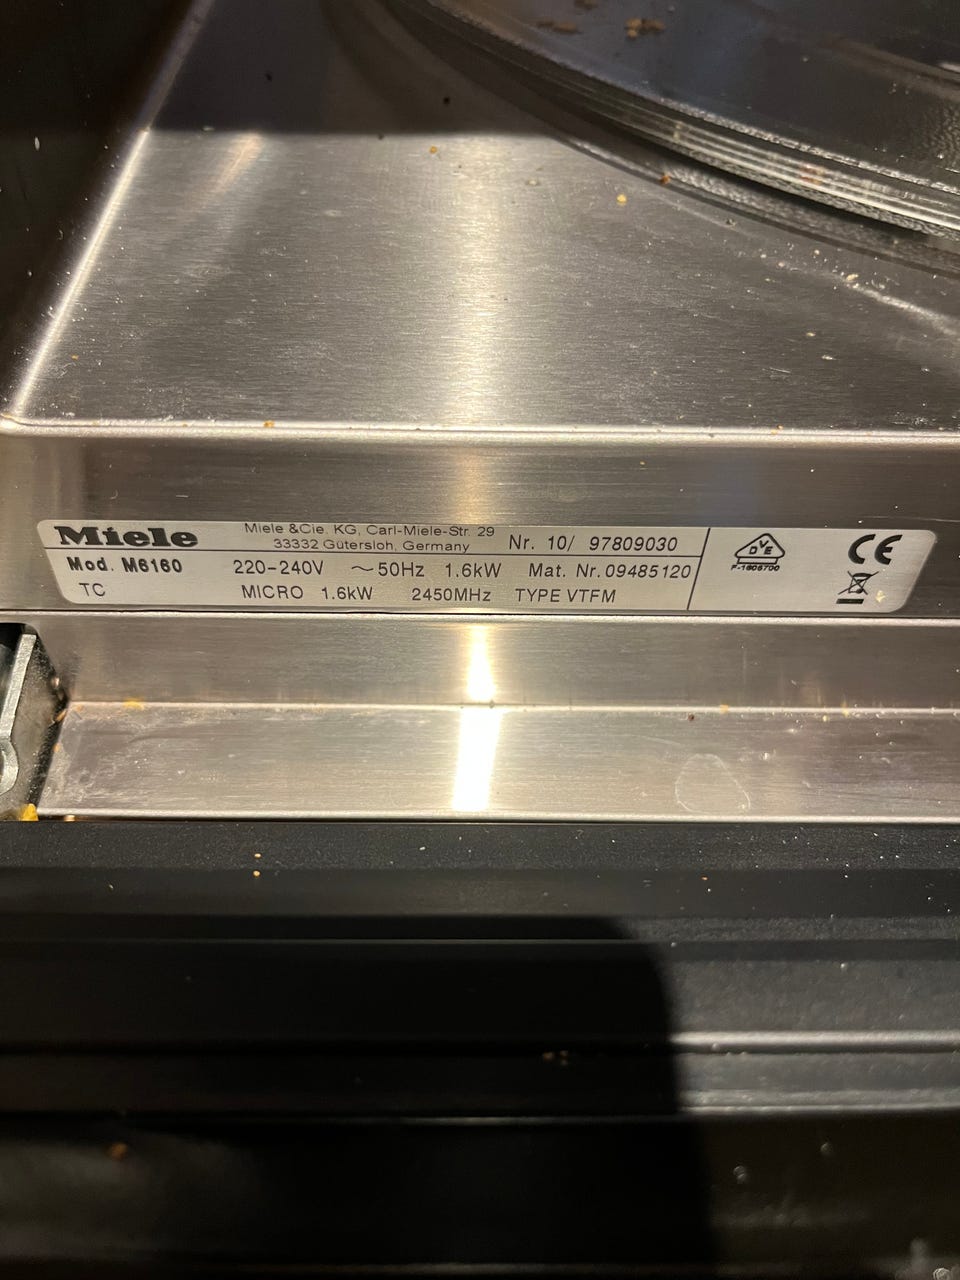 Miele
Miele &Cie. KG, Carl-Miele-Str. 29
33332 Gütersloh, Germany
Nr. 10/ 97809030
Mod. M6160
220-240V ~50Hz 1.6kW Mat. Nr.09485120
TC
MICRO 1.6kW 2450MHz TYPE VTFM
DVE
CE